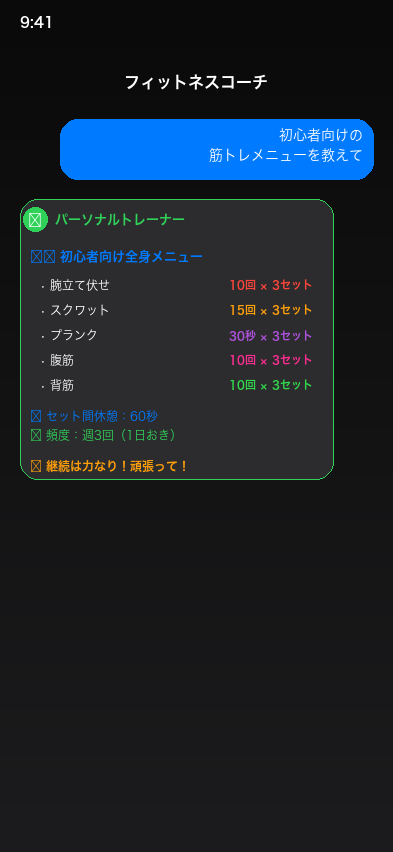 9:41
フィットネスコーチ
初心者向けの
筋トレメニューを教えて
パーソナルトレーナー
初心者向け全身メニュー
・腕立て伏せ 10回 × 3セット
・スクワット 15回 × 3セット
・プランク 30秒 × 3セット
・腹筋 10回 × 3セット
・背筋 10回 × 3セット
セット間休憩：60秒
頻度：週3回（1日おき）
継続は力なり！頑張って！